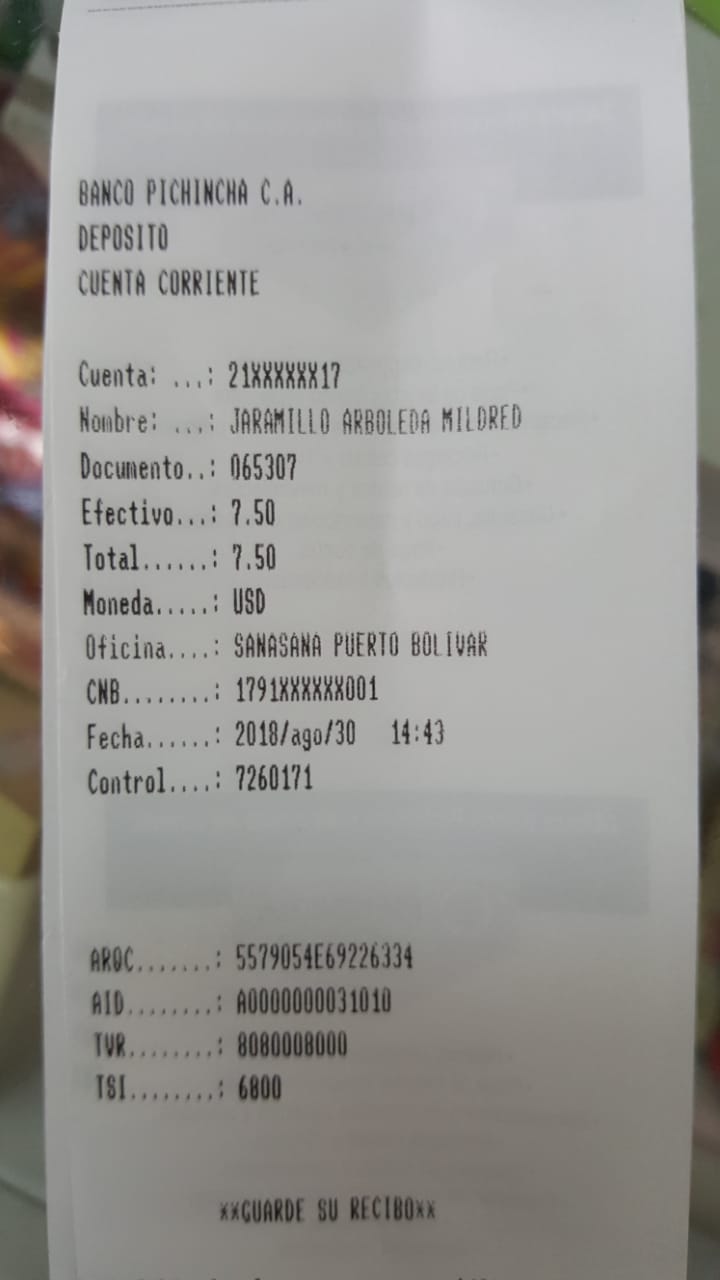 BANCO PICHINCHA C.A.
DEPOSITO
CUENTA CORRIENTE
Cuenta: ...: 21XXXXXX17
Nombre: ...: JARAMILLO ARBOLEDA MILDRED
Documento..: 065307
Efectivo...: 7.50
Total......: 7.50
Moneda.....: USD
Oficina....: SANASANA PUERTO BOLIVAR
CNB........: 1791XXXXXX001
Fecha......: 2018/ago/30 14:43
Control....: 7260171
ARQC.......: 5579054E69226334
AID........: A0000000031010
TVR........: 8080008000
TSI........: 6800
**GUARDE SU RECIBO**